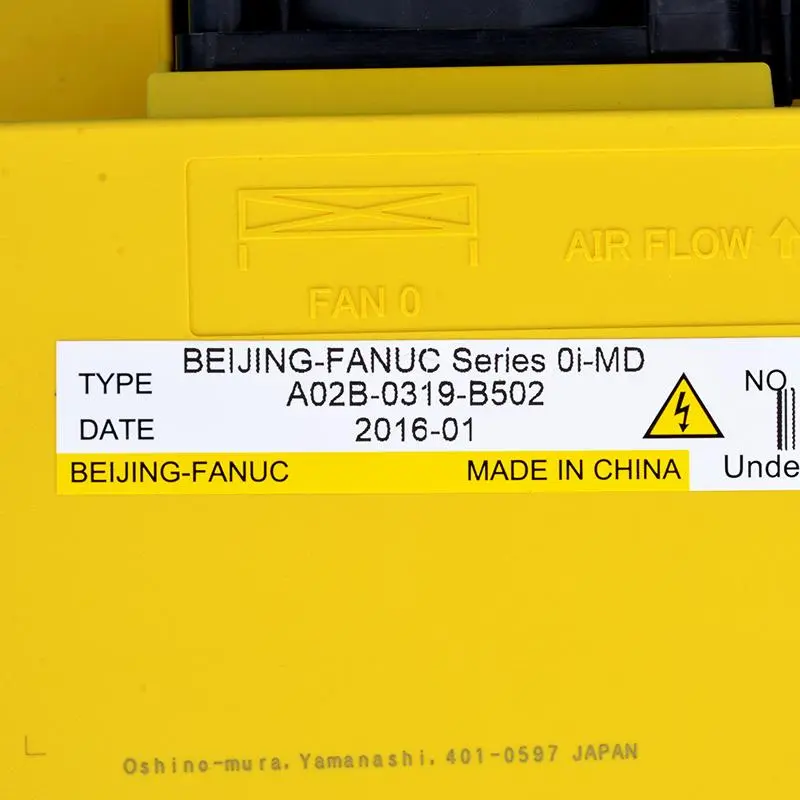 FAN 0
AIR FLOW ↑
TYPE BEIJING-FANUC Series 0i-MD
A02B-0319-B502
DATE 2016-01
NO.
BEIJING-FANUC MADE IN CHINA
Unde
Oshino-mura, Yamanashi, 401-0597 JAPAN